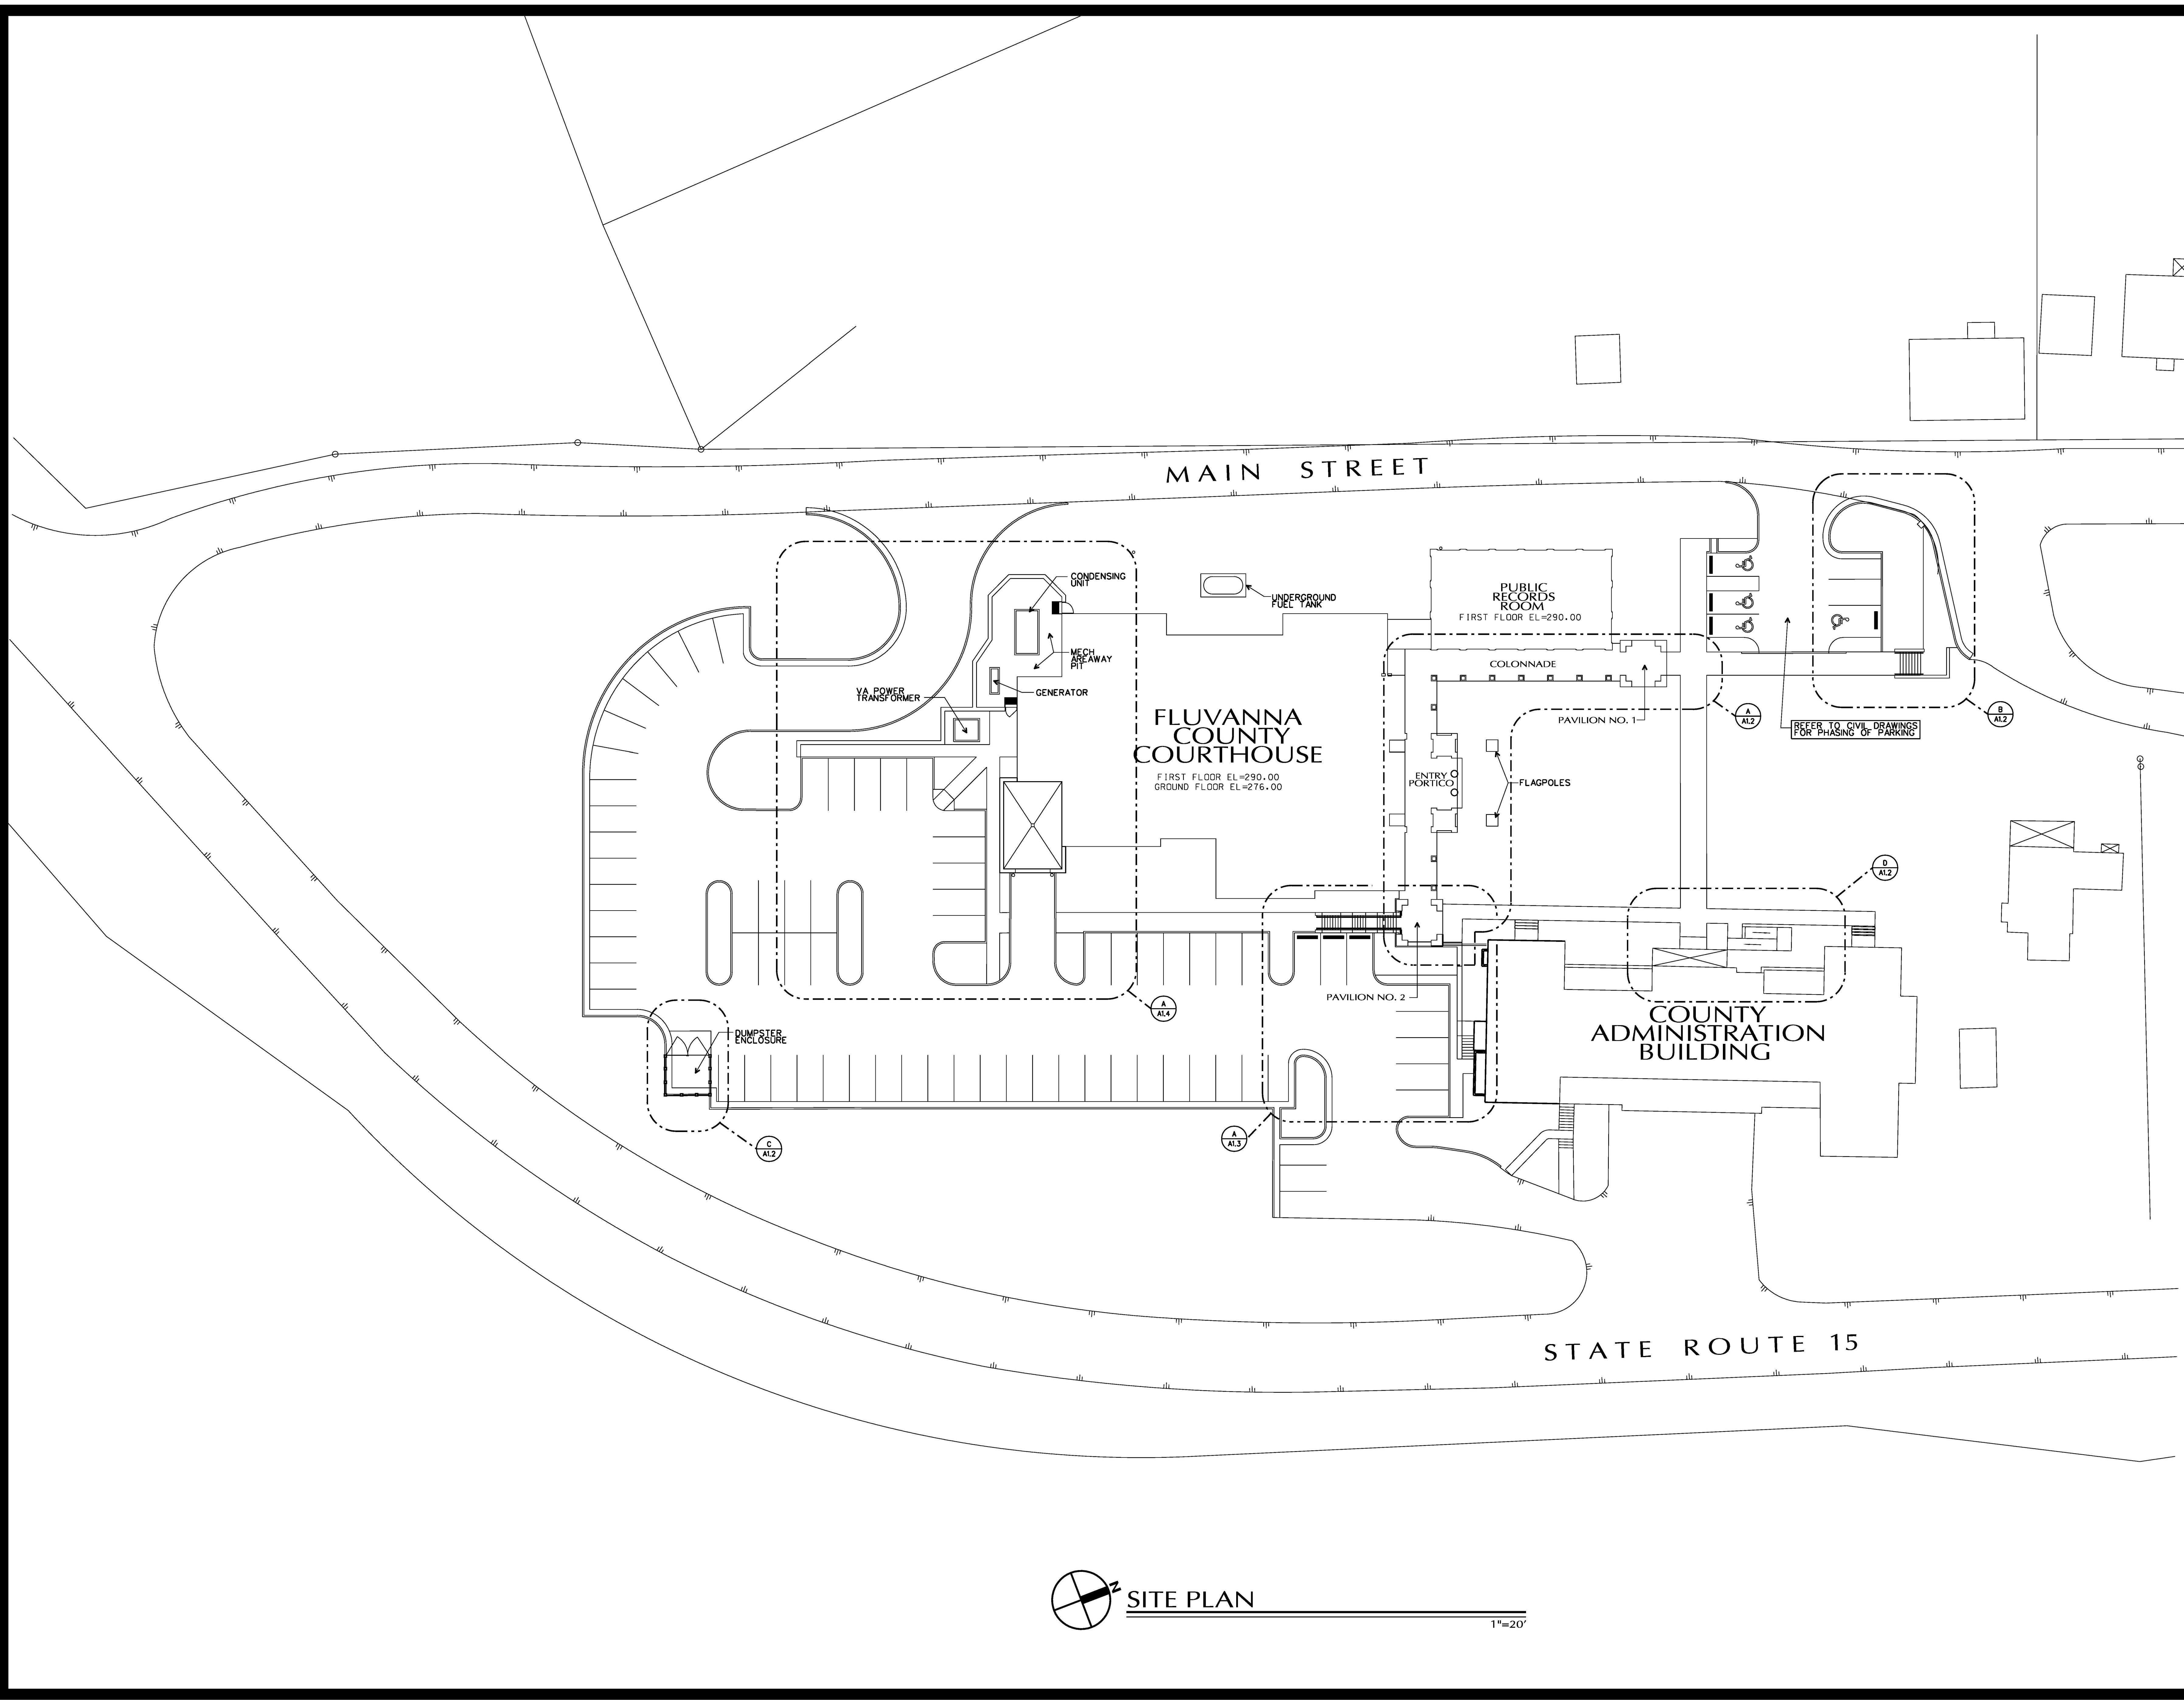 MAIN STREET
CONDENSING
UNIT
UNDERGROUND
FUEL TANK
PUBLIC
RECORDS
ROOM
FIRST FLOOR EL=290.00
MECH
AREAWAY
PIT
COLONNADE
GENERATOR
VA POWER
TRANSFORMER
FLUVANNA
COUNTY
COURTHOUSE
FIRST FLOOR EL=290.00
GROUND FLOOR EL=276.00
PAVILION NO. 1
A
A1.2
REFER TO CIVIL DRAWINGS
FOR PHASING OF PARKING
B
A1.2
ENTRY
PORTICO
FLAGPOLES
D
A1.2
PAVILION NO. 2
A
A1.4
COUNTY
ADMINISTRATION
BUILDING
DUMPSTER
ENCLOSURE
C
A1.2
A
A1.3
STATE ROUTE 15
N
SITE PLAN
1"=20'